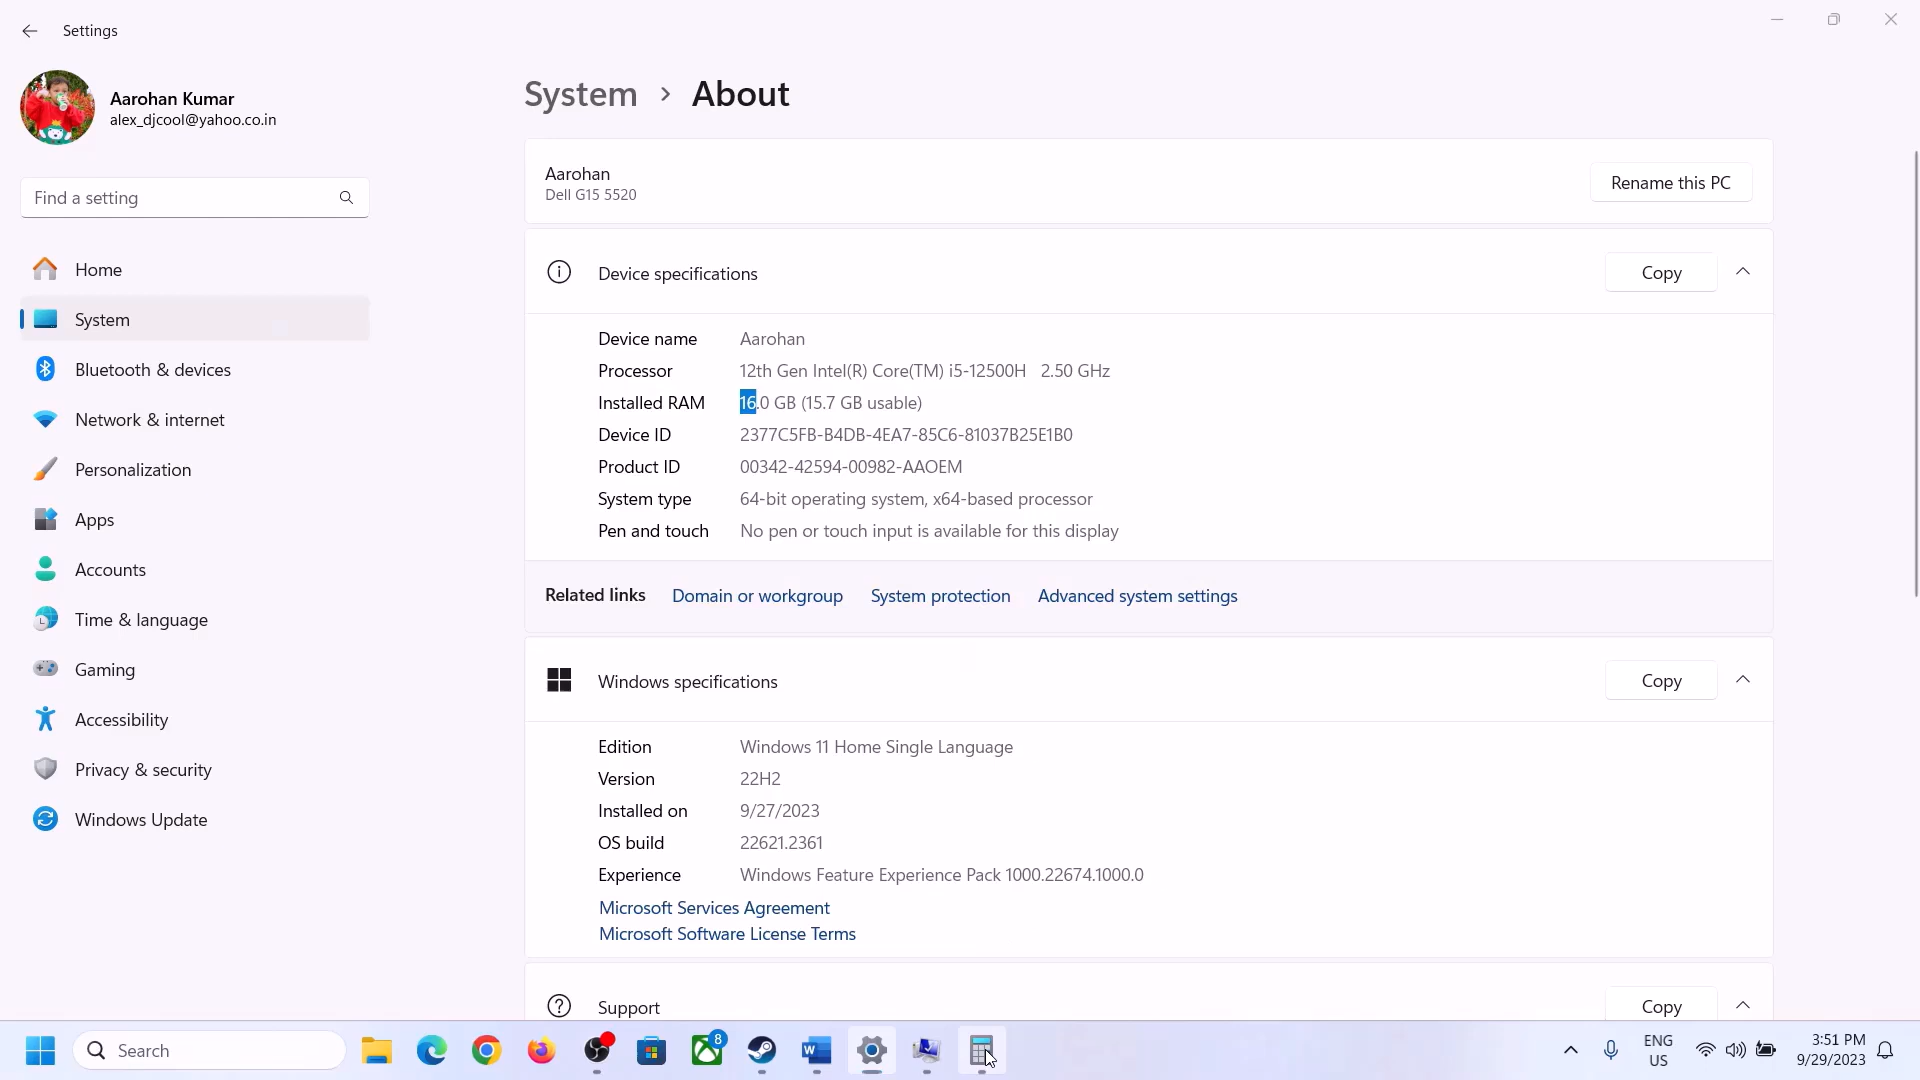 Settings
Aarohan Kumar
alex_djcool@yahoo.co.in
Find a setting
Home
System
Bluetooth & devices
Network & internet
Personalization
Apps
Accounts
Time & language
Gaming
Accessibility
Privacy & security
Windows Update
System > About
Aarohan
Dell G15 5520
Rename this PC
Device specifications
Copy
Device name Aarohan
Processor 12th Gen Intel(R) Core(TM) i5-12500H 2.50 GHz
Installed RAM 16.0 GB (15.7 GB usable)
Device ID 2377C5FB-B4DB-4EA7-85C6-81037B25E1B0
Product ID 00342-42594-00982-AAOEM
System type 64-bit operating system, x64-based processor
Pen and touch No pen or touch input is available for this display
Related links Domain or workgroup System protection Advanced system settings
Windows specifications
Copy
Edition Windows 11 Home Single Language
Version 22H2
Installed on 9/27/2023
OS build 22621.2361
Experience Windows Feature Experience Pack 1000.22674.1000.0
Microsoft Services Agreement
Microsoft Software License Terms
Support
Copy
Search
8
W
ENG
US
3:51 PM
9/29/2023